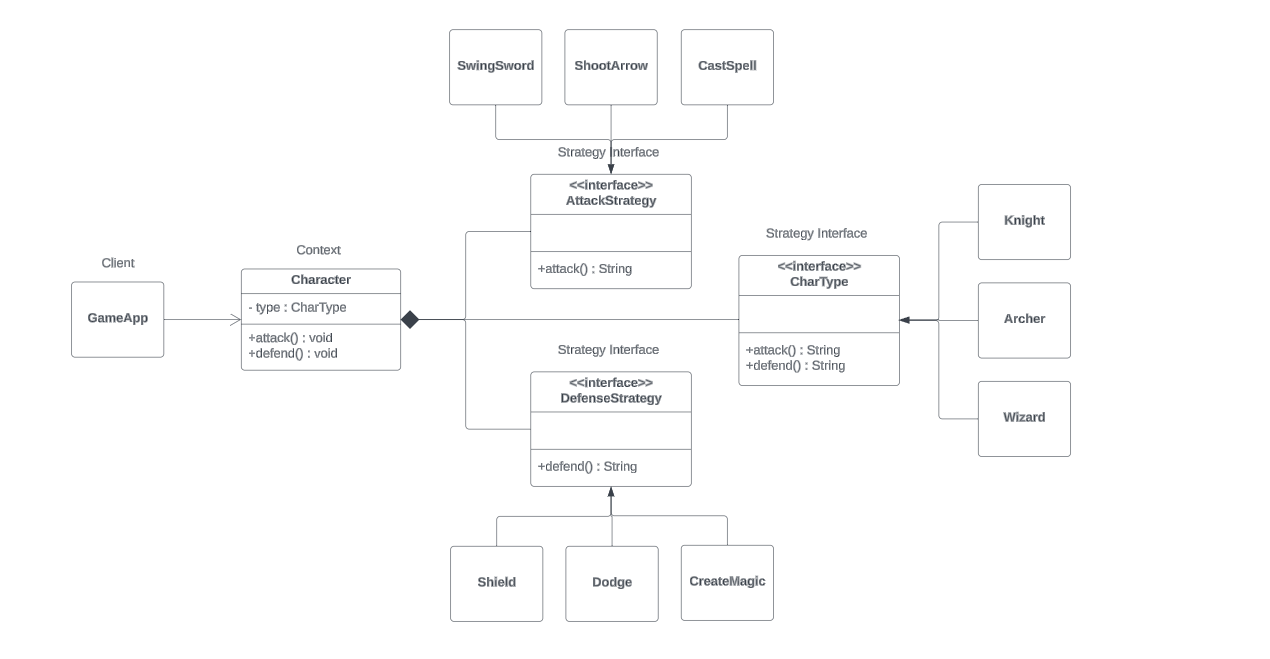 SwingSword
ShootArrow
CastSpell
Strategy Interface
<<interface>>
AttackStrategy
+attack() : String
Strategy Interface
<<interface>>
CharType
+attack() : String
+defend() : String
Knight
Archer
Wizard
Client
GameApp
Context
Character
- type : CharType
+attack() : void
+defend() : void
Strategy Interface
<<interface>>
DefenseStrategy
+defend() : String
Shield
Dodge
CreateMagic